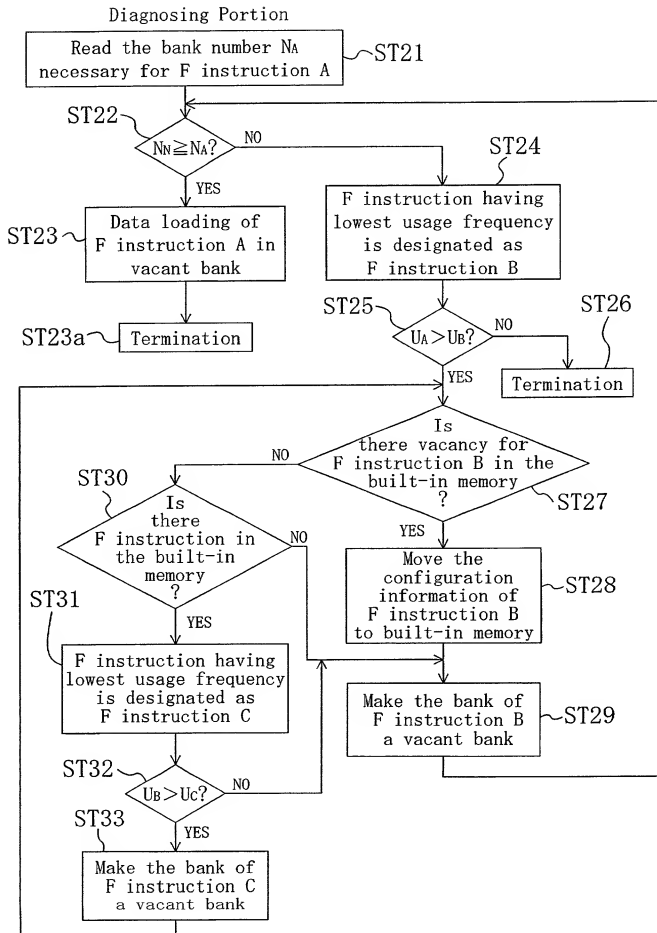 Diagnosing Portion
Read the bank number NA
necessary for F instruction A
ST21
ST22
NN≧NA?
NO
YES
ST23
Data loading of
F instruction A in
vacant bank
ST23a
Termination
ST24
F instruction having
lowest usage frequency
is designated as
F instruction B
ST25
UA>UB?
NO
ST26
YES
Termination
Is
there vacancy for
F instruction B in the
built-in memory
?
ST27
NO
YES
ST30
Is
there
F instruction in
the built-in
memory
?
NO
YES
Move the
configuration
information of
F instruction B
to built-in memory
ST28
ST31
F instruction having
lowest usage frequency
is designated as
F instruction C
Make the bank of
F instruction B
a vacant bank
ST29
ST32
UB>UC?
NO
YES
ST33
Make the bank of
F instruction C
a vacant bank